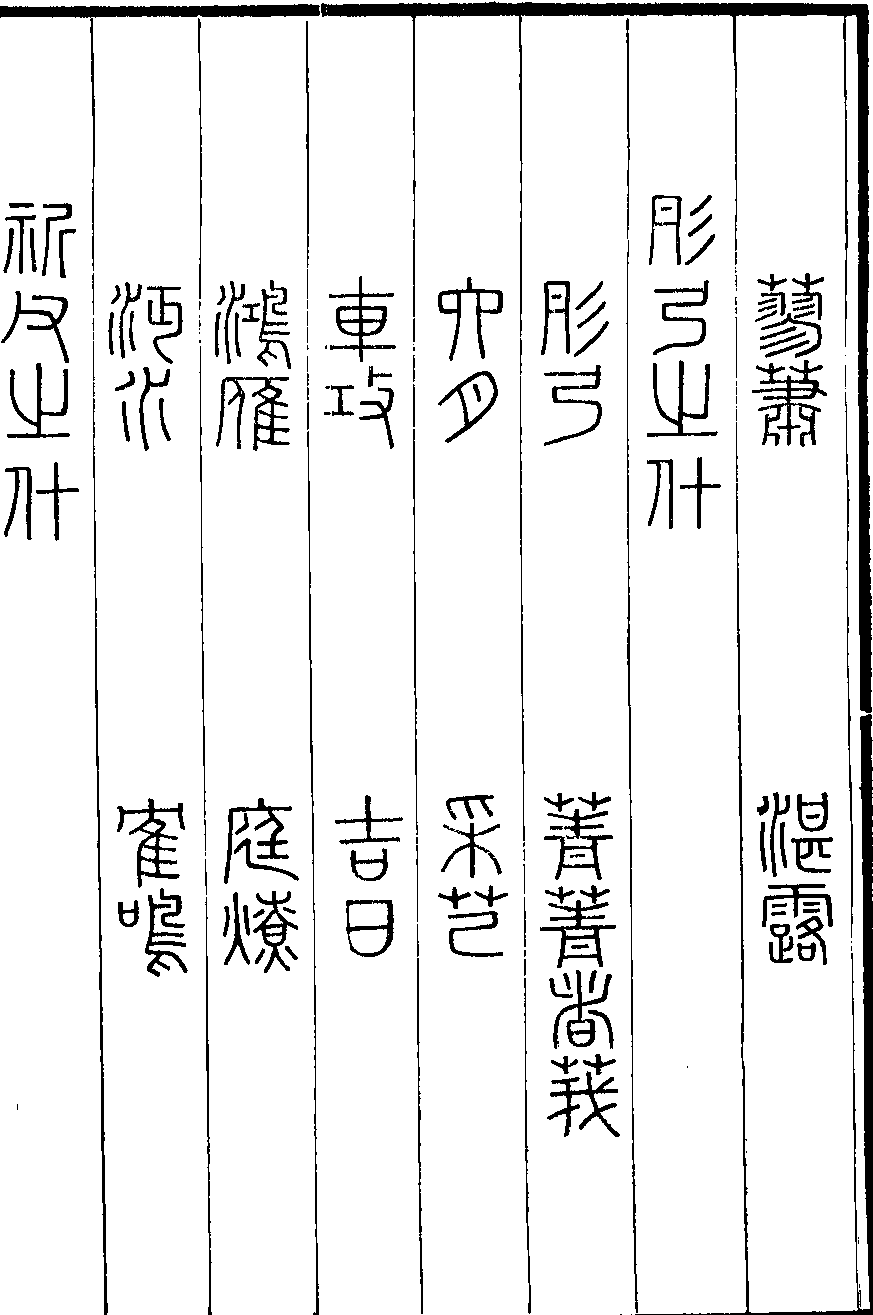 蓼蕭 湛露
彤弓之什
彤弓 菁菁者莪
六月 采芑
車攻 吉日
鴻雁 庭燎
沔水 隺鳴
祈父之什